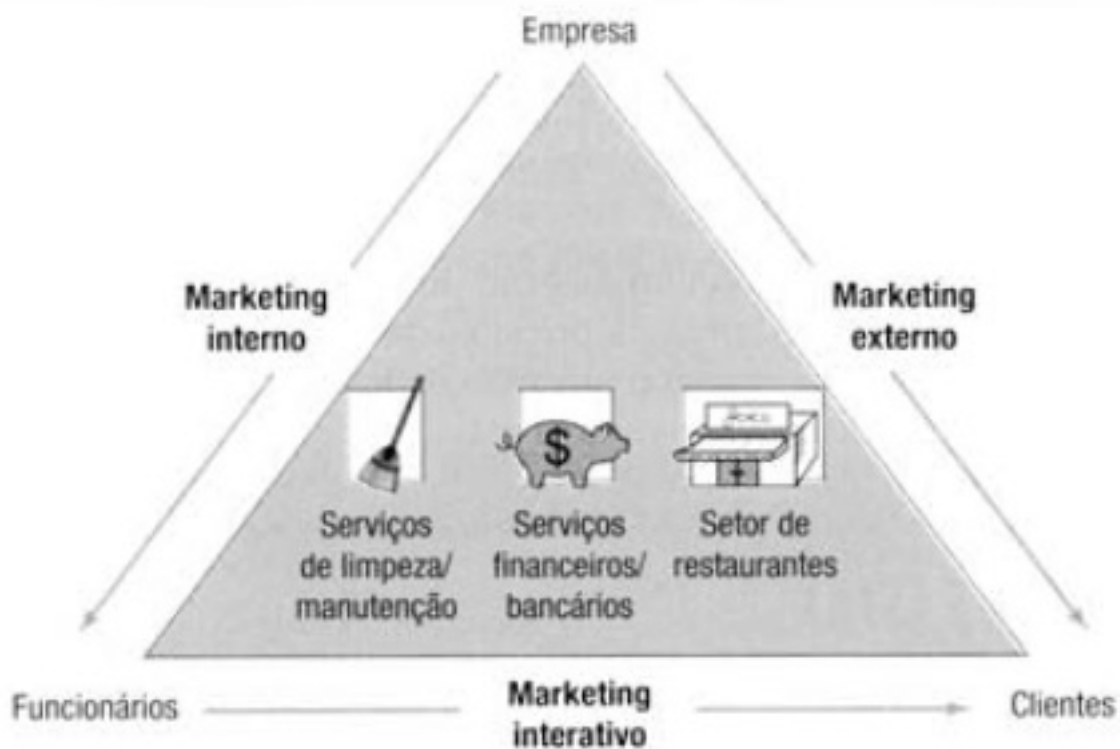 Empresa
Marketing
interno
Marketing
externo
$
Serviços
de limpeza/
manutenção
Serviços
financeiros/
bancários
Setor de
restaurantes
Funcionários
Marketing
interativo
Clientes